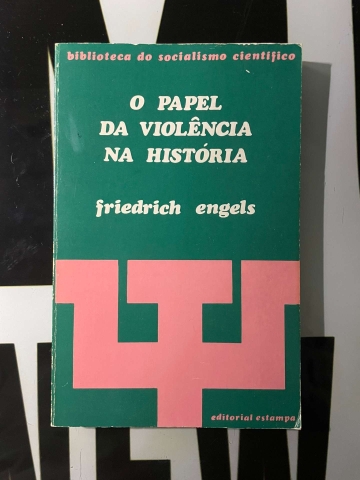 biblioteca do socialismo científico
O PAPEL
DA VIOLÊNCIA
NA HISTÓRIA
friedrich engels
editorial estampa